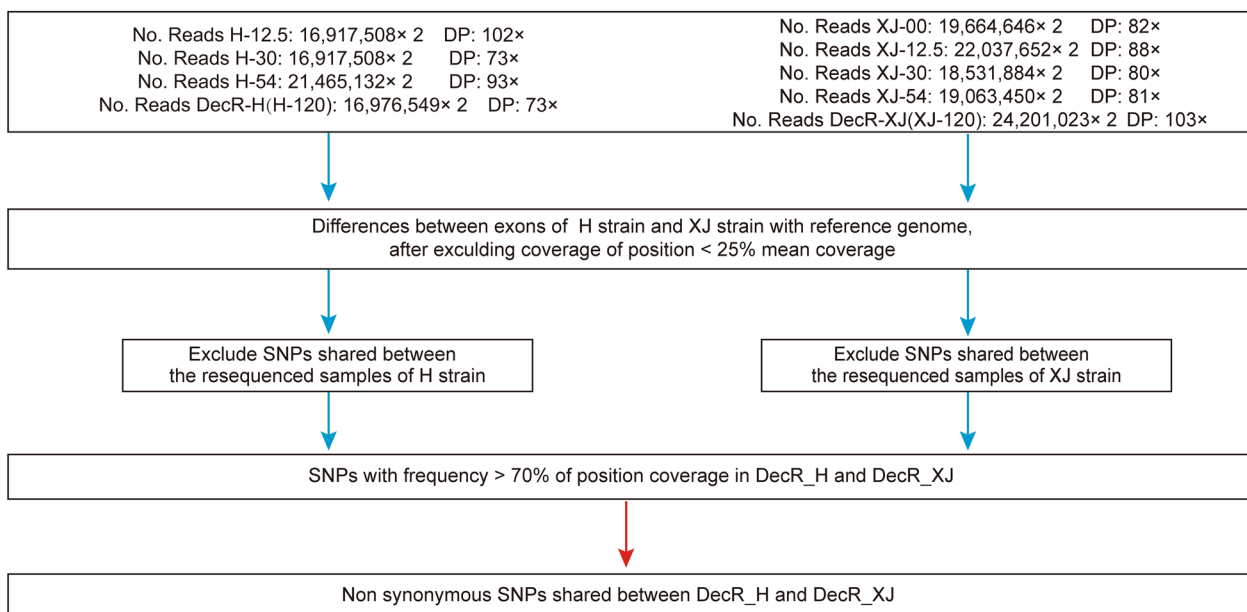 No. Reads H-12.5: 16,917,508× 2 DP: 102×
No. Reads H-30: 16,917,508× 2 DP: 73×
No. Reads H-54: 21,465,132× 2 DP: 93×
No. Reads DecR-H(H-120): 16,976,549× 2 DP: 73×
No. Reads XJ-00: 19,664,646× 2 DP: 82×
No. Reads XJ-12.5: 22,037,652× 2 DP: 88×
No. Reads XJ-30: 18,531,884× 2 DP: 80×
No. Reads XJ-54: 19,063,450× 2 DP: 81×
No. Reads DecR-XJ(XJ-120): 24,201,023× 2 DP: 103×
Differences between exons of H strain and XJ strain with reference genome,
after exculding coverage of position < 25% mean coverage
Exclude SNPs shared between
the resequenced samples of H strain
Exclude SNPs shared between
the resequenced samples of XJ strain
SNPs with frequency > 70% of position coverage in DecR_H and DecR_XJ
Non synonymous SNPs shared between DecR_H and DecR_XJ